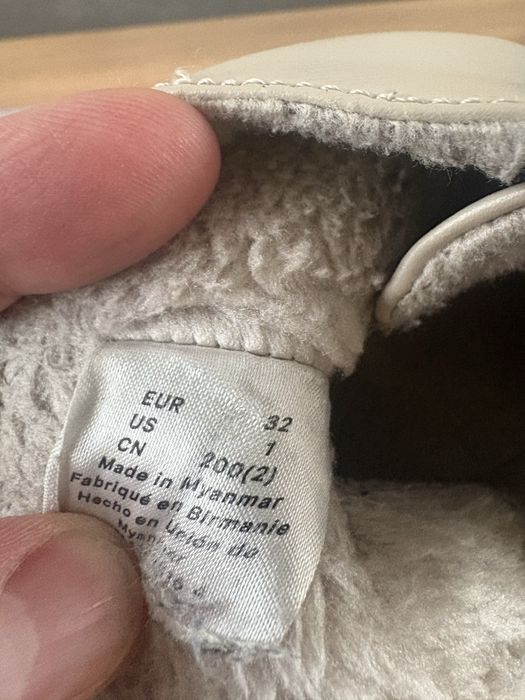 EUR 32
US 1
CN 200(2)
Made in Myanmar
Fabriqué en Birmanie
Hecho en Unión de